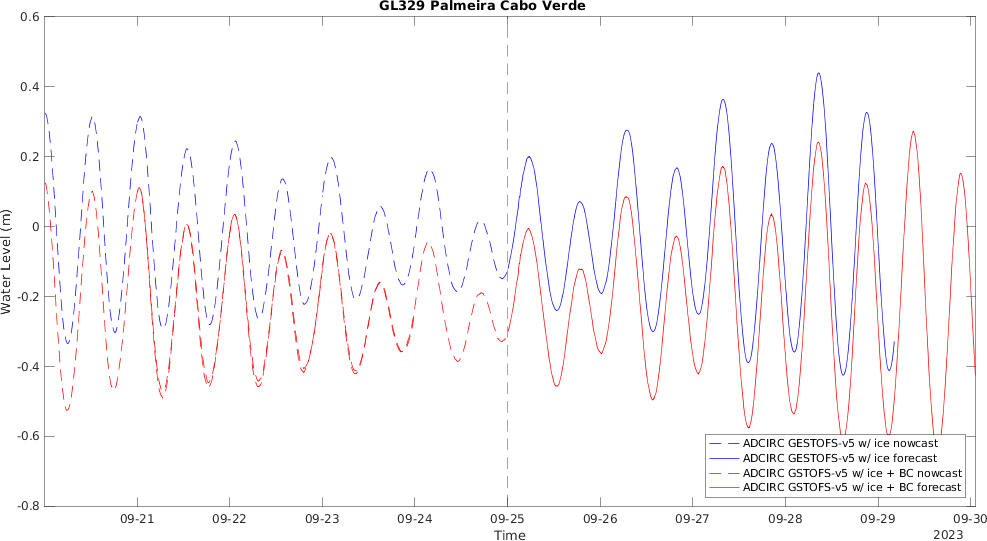 GL329 Palmeira Cabo Verde
0.6
0.4
0.2
0
-0.2
-0.4
-0.6
-0.8
Water Level (m)
09-21
09-22
09-23
09-24
09-25
09-26
09-27
09-28
09-29
09-30
Time
2023
ADCIRC GESTOFS-v5 w/ ice nowcast
ADCIRC GESTOFS-v5 w/ ice forecast
ADCIRC GSTOFS-v5 w/ ice + BC nowcast
ADCIRC GSTOFS-v5 w/ ice + BC forecast